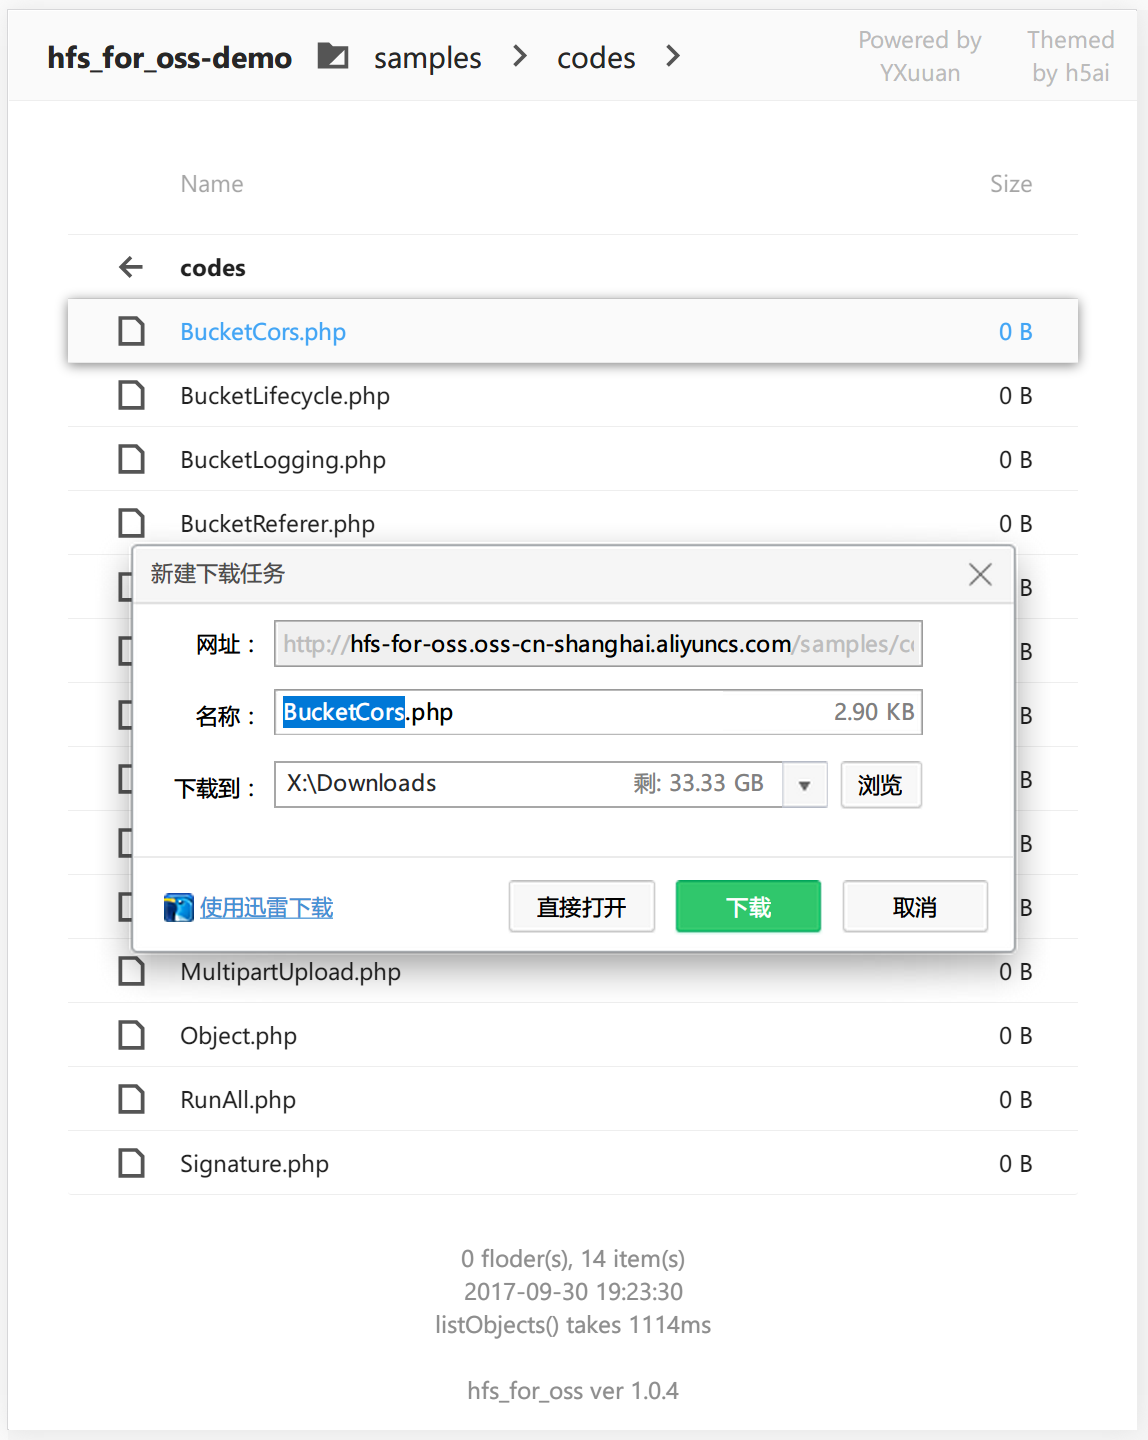 hfs_for_oss-demo samples codes
Powered by YXuuan
Themed by h5ai
Name Size
codes
BucketCors.php 0 B
BucketLifecycle.php 0 B
BucketLogging.php 0 B
BucketReferer.php 0 B
新建下载任务
B
网址： http://hfs-for-oss.oss-cn-shanghai.aliyuncs.com/samples/
B
名称： BucketCors.php 2.90 KB
B
下载到： X:\Downloads 剩: 33.33 GB 浏览
B
B
使用迅雷下载 直接打开 下载 取消
B
MultipartUpload.php 0 B
Object.php 0 B
RunAll.php 0 B
Signature.php 0 B
0 floder(s), 14 item(s)
2017-09-30 19:23:30
listObjects() takes 1114ms
hfs_for_oss ver 1.0.4